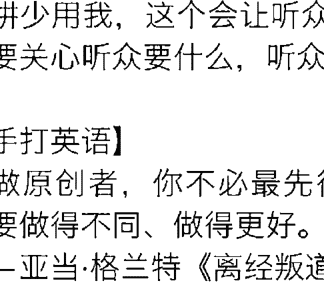 讲少用我，这个会让听众
要关心听众要什么，听众
手打英语】
做原创者，你不必最先行
要做得不同、做得更好。
—亚当·格兰特《离经叛道